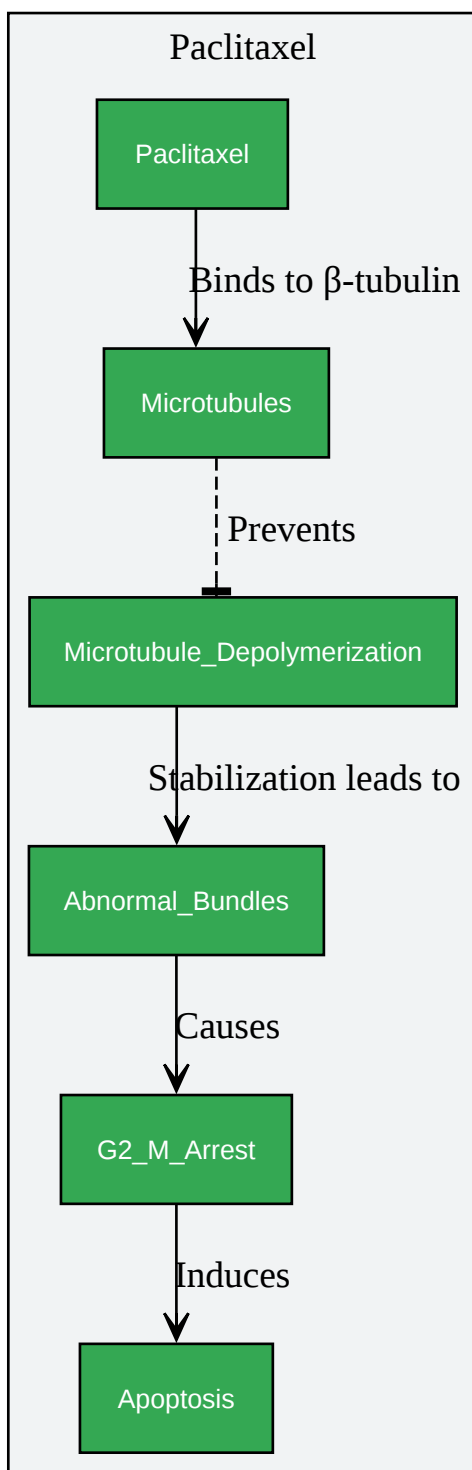 Paclitaxel
Paclitaxel
Binds to β-tubulin
Microtubules
Prevents
Microtubule_Depolymerization
Stabilization leads to
Abnormal_Bundles
Causes
G2_M_Arrest
Induces
Apoptosis